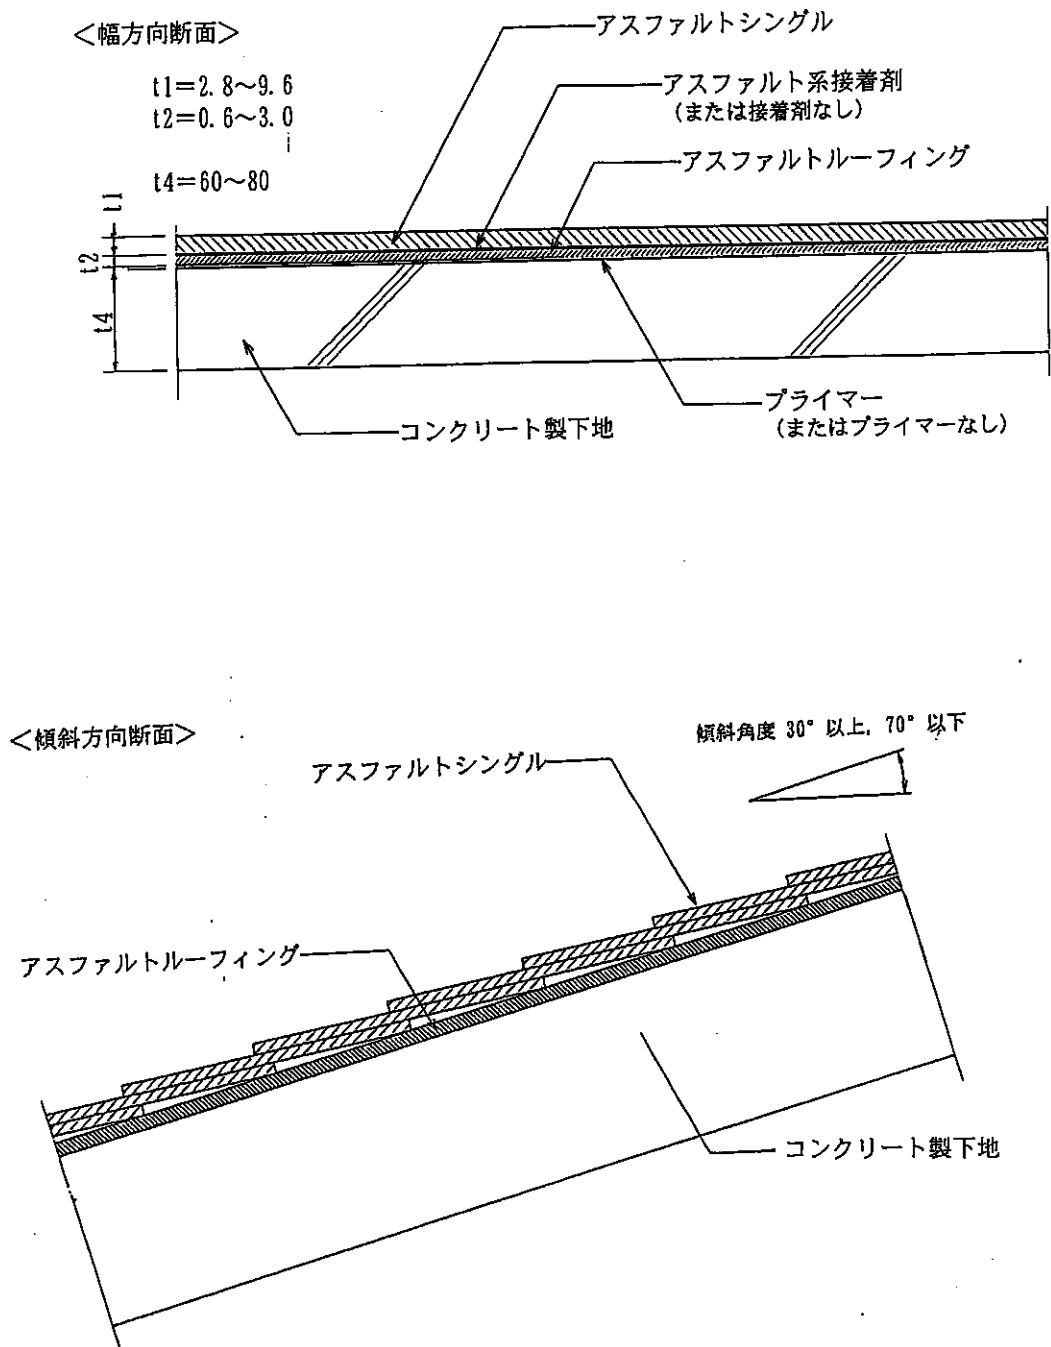 ＜幅方向断面＞
t1＝2.8～9.6
t2＝0.6～3.0
t4＝60～80
アスファルトシングル
アスファルト系接着剤
(または接着剤なし)
アスファルトルーフィング
t1
t2
t4
プライマー
(またはプライマーなし)
コンクリート製下地
＜傾斜方向断面＞
傾斜角度 30° 以上, 70° 以下
アスファルトシングル
アスファルトルーフィング
コンクリート製下地